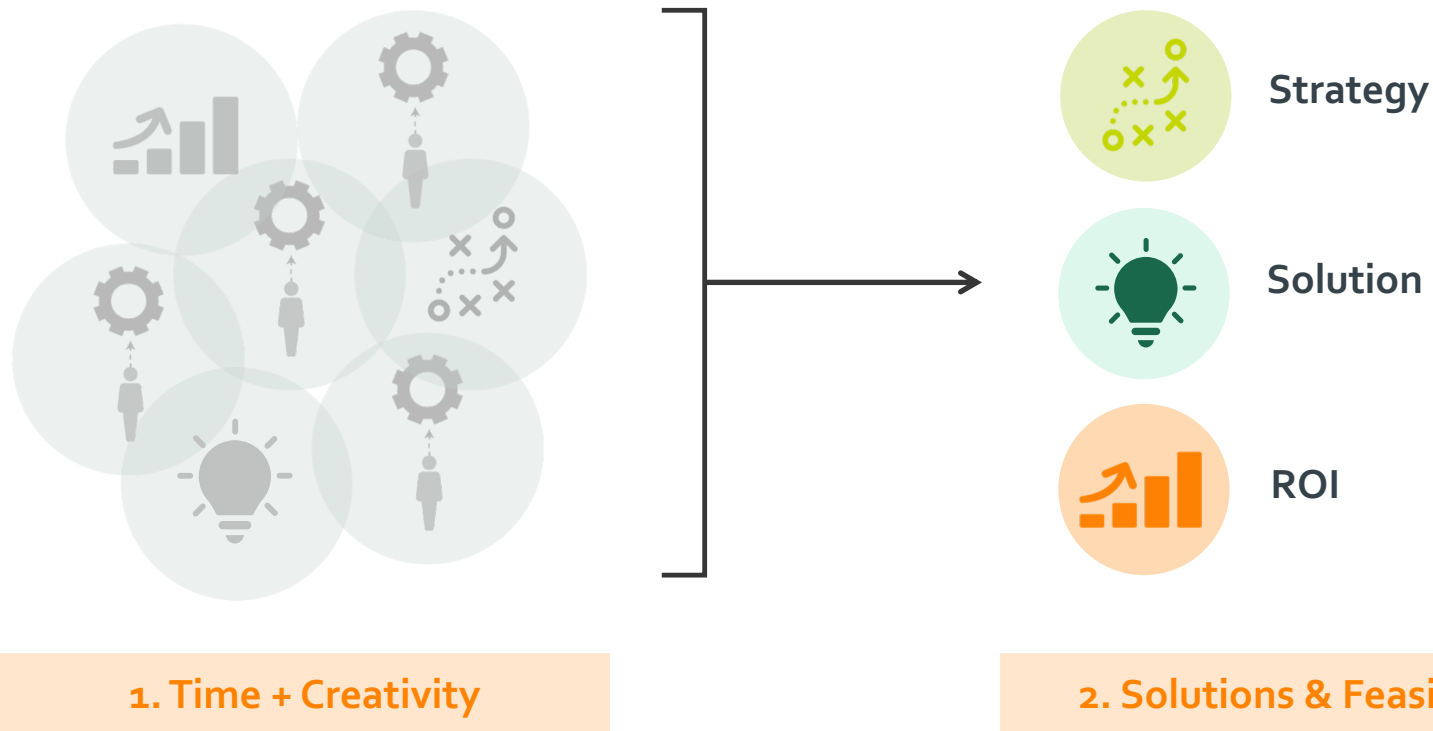 Strategy
Solution
ROI
1. Time + Creativity
2. Solutions & Feasi